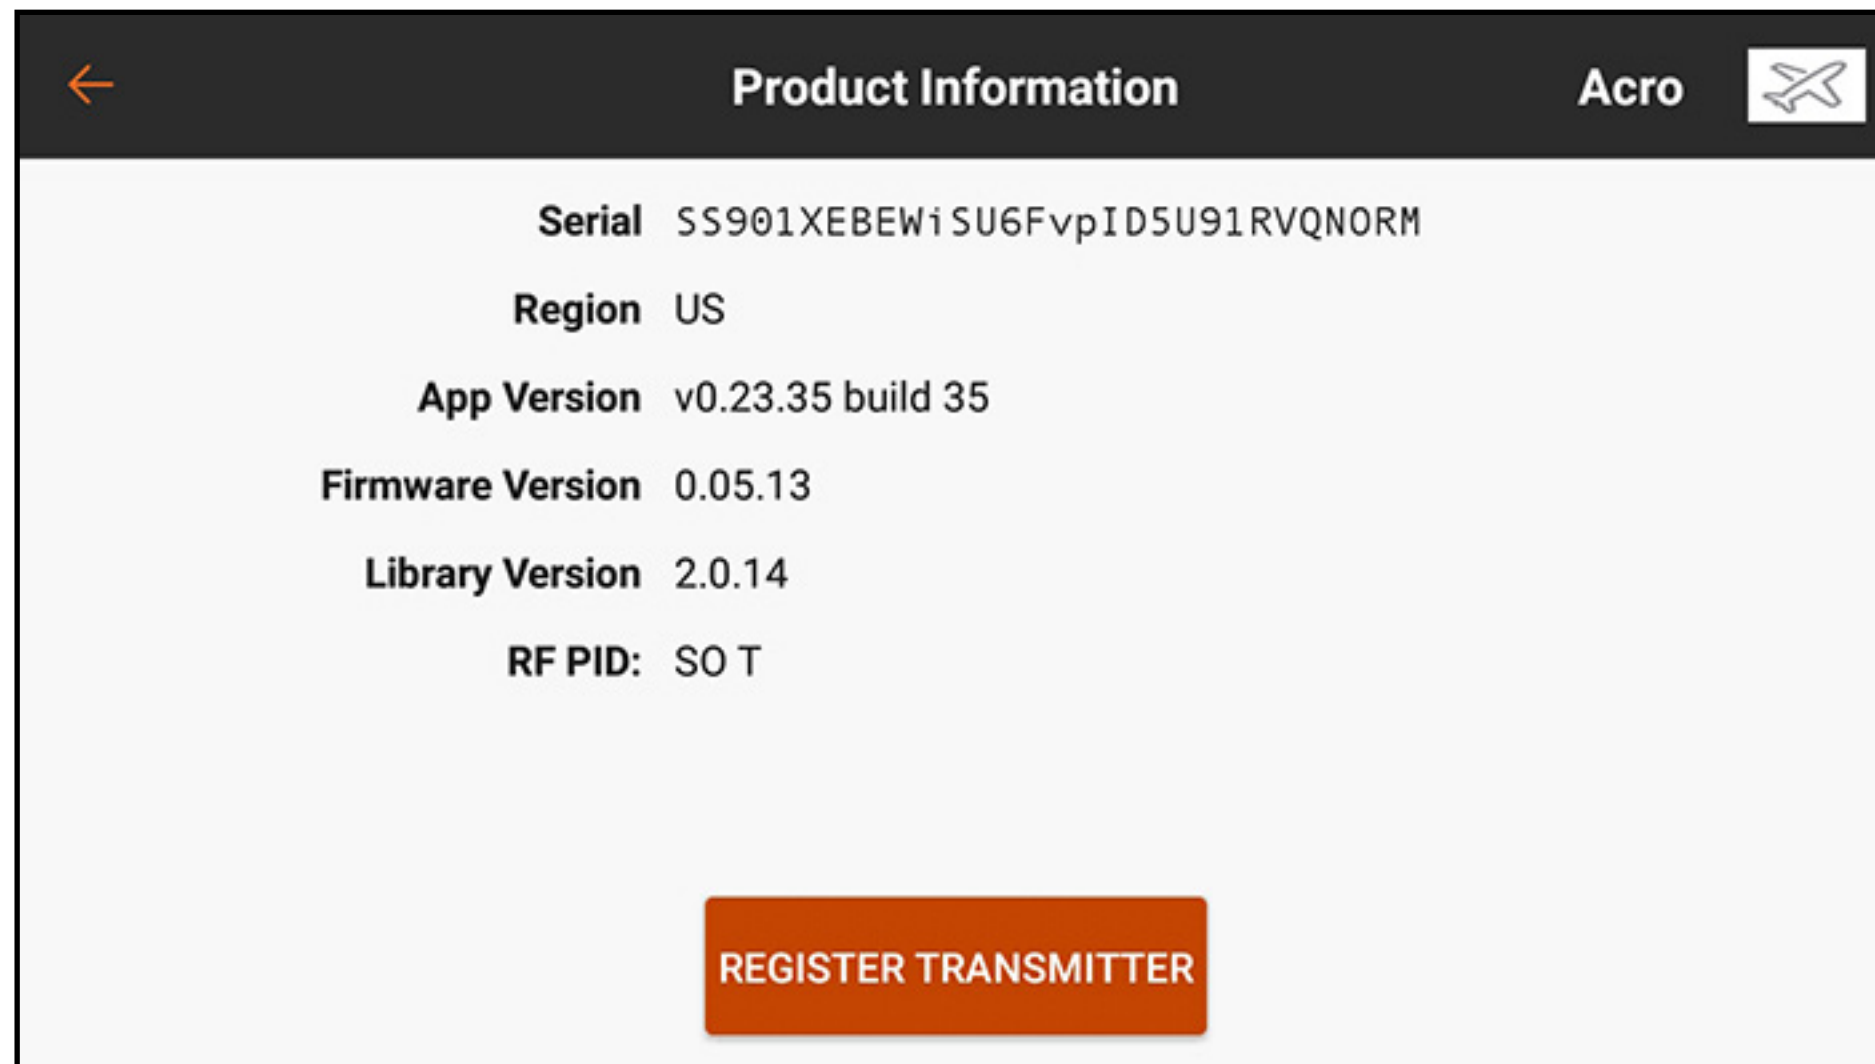 Product Information
Acro
Serial SS901XEBEWiSU6FvpID5U91RVQNORM
Region US
App Version v0.23.35 build 35
Firmware Version 0.05.13
Library Version 2.0.14
RF PID: SO T
REGISTER TRANSMITTER